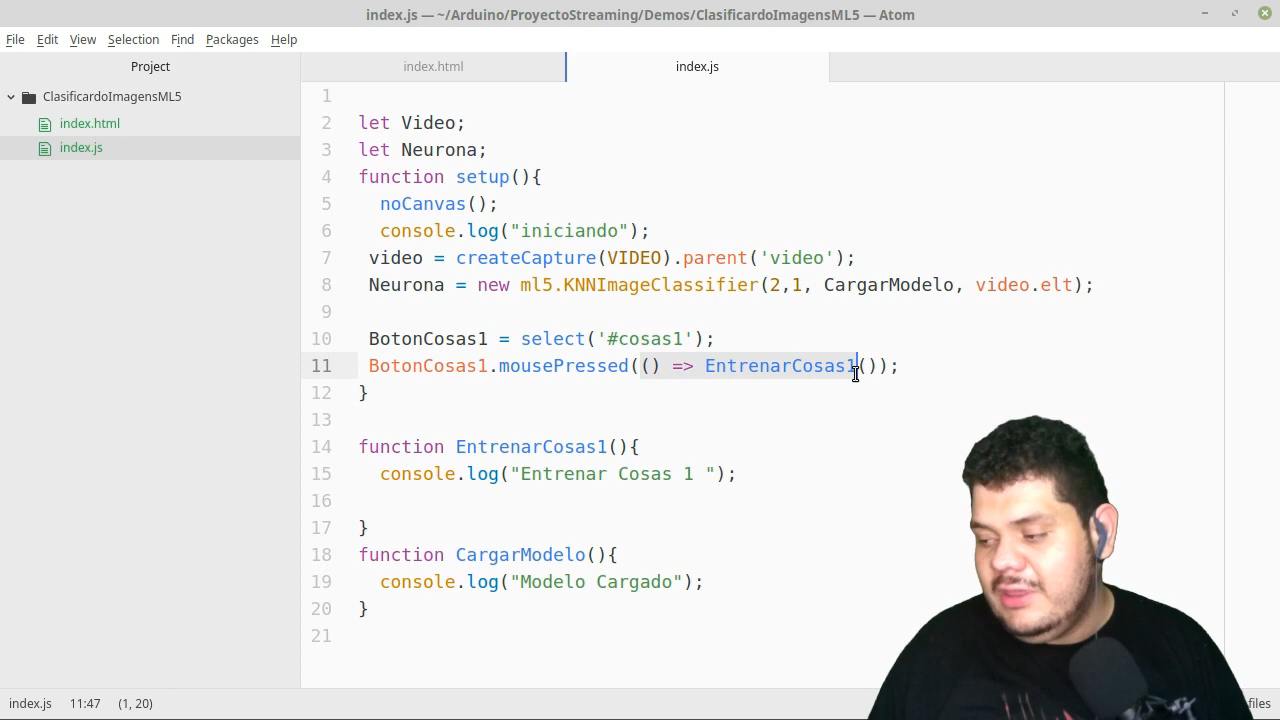 index.js — ~/Arduino/ProyectoStreaming/Demos/ClasificardoImagensML5 — Atom
File Edit View Selection Find Packages Help
Project
index.html
index.js
ClasificardoImagensML5
index.html
index.js
1
2 let Video;
3 let Neurona;
4 function setup(){
5 noCanvas();
6 console.log("iniciando");
7 video = createCapture(VIDEO).parent('video');
8 Neurona = new ml5.KNNImageClassifier(2,1, CargarModelo, video.elt);
9
10 BotonCosas1 = select('#cosas1');
11 BotonCosas1.mousePressed(() => EntrenarCosas1());
12 }
13
14 function EntrenarCosas1(){
15 console.log("Entrenar Cosas 1 ");
16
17 }
18 function CargarModelo(){
19 console.log("Modelo Cargado");
20 }
21
index.js 11:47 (1, 20) files